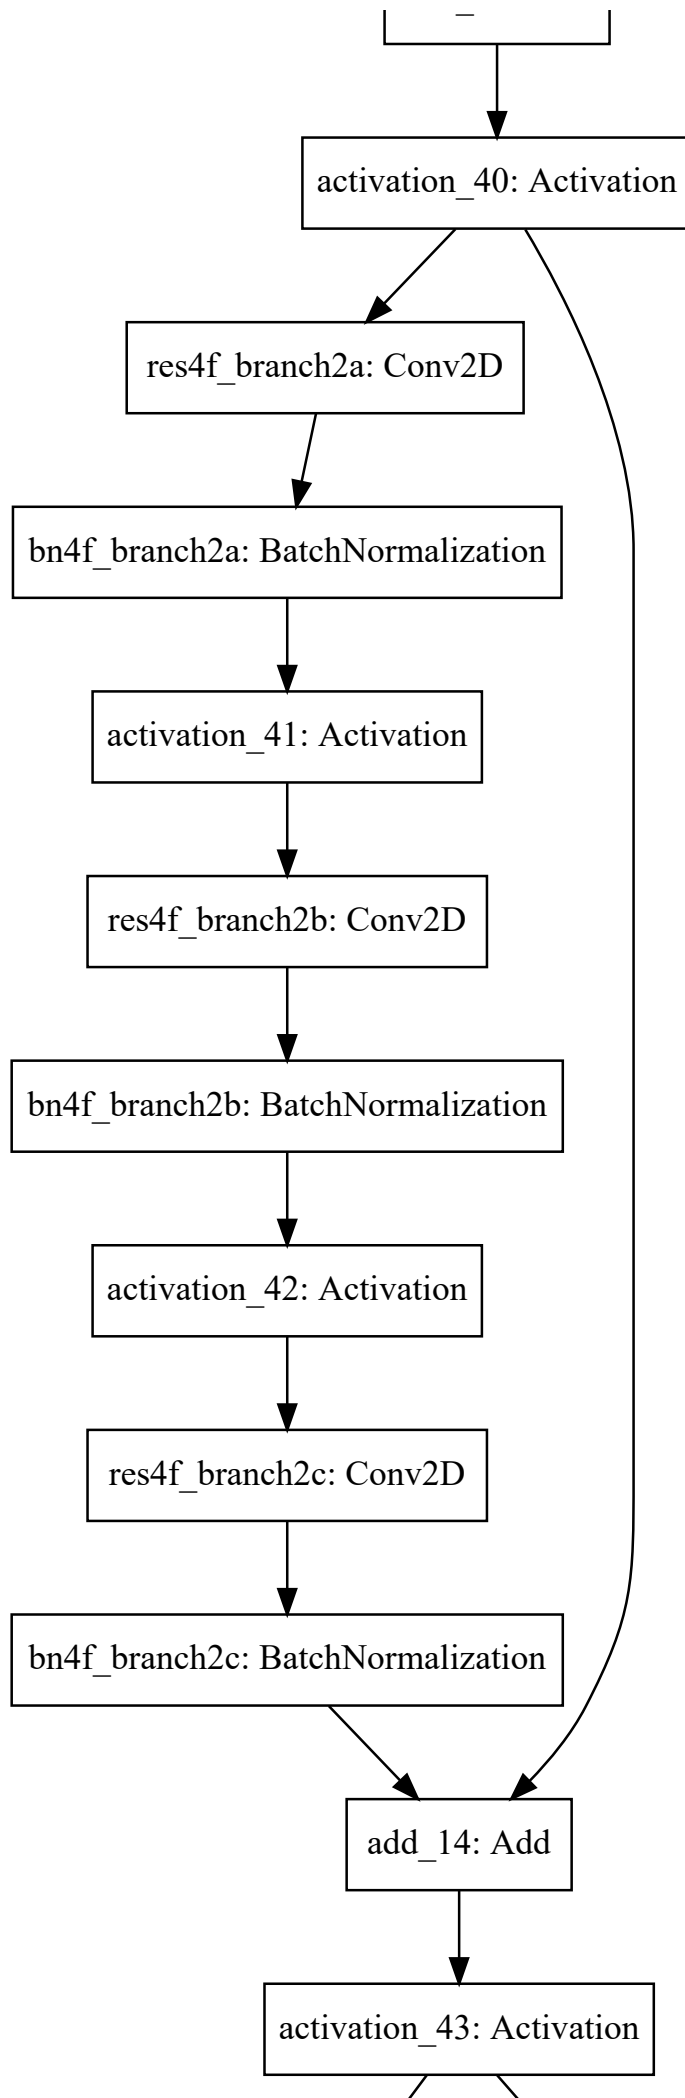 activation_40: Activation
res4f_branch2a: Conv2D
bn4f_branch2a: BatchNormalization
activation_41: Activation
res4f_branch2b: Conv2D
bn4f_branch2b: BatchNormalization
activation_42: Activation
res4f_branch2c: Conv2D
bn4f_branch2c: BatchNormalization
add_14: Add
activation_43: Activation